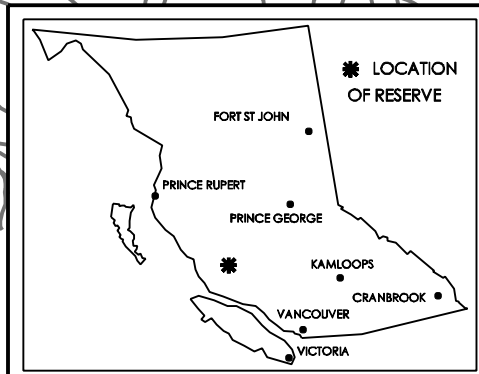 LOCATION
OF RESERVE
FORT ST JOHN
PRINCE RUPERT
PRINCE GEORGE
KAMLOOPS
CRANBROOK
VANCOUVER
VICTORIA